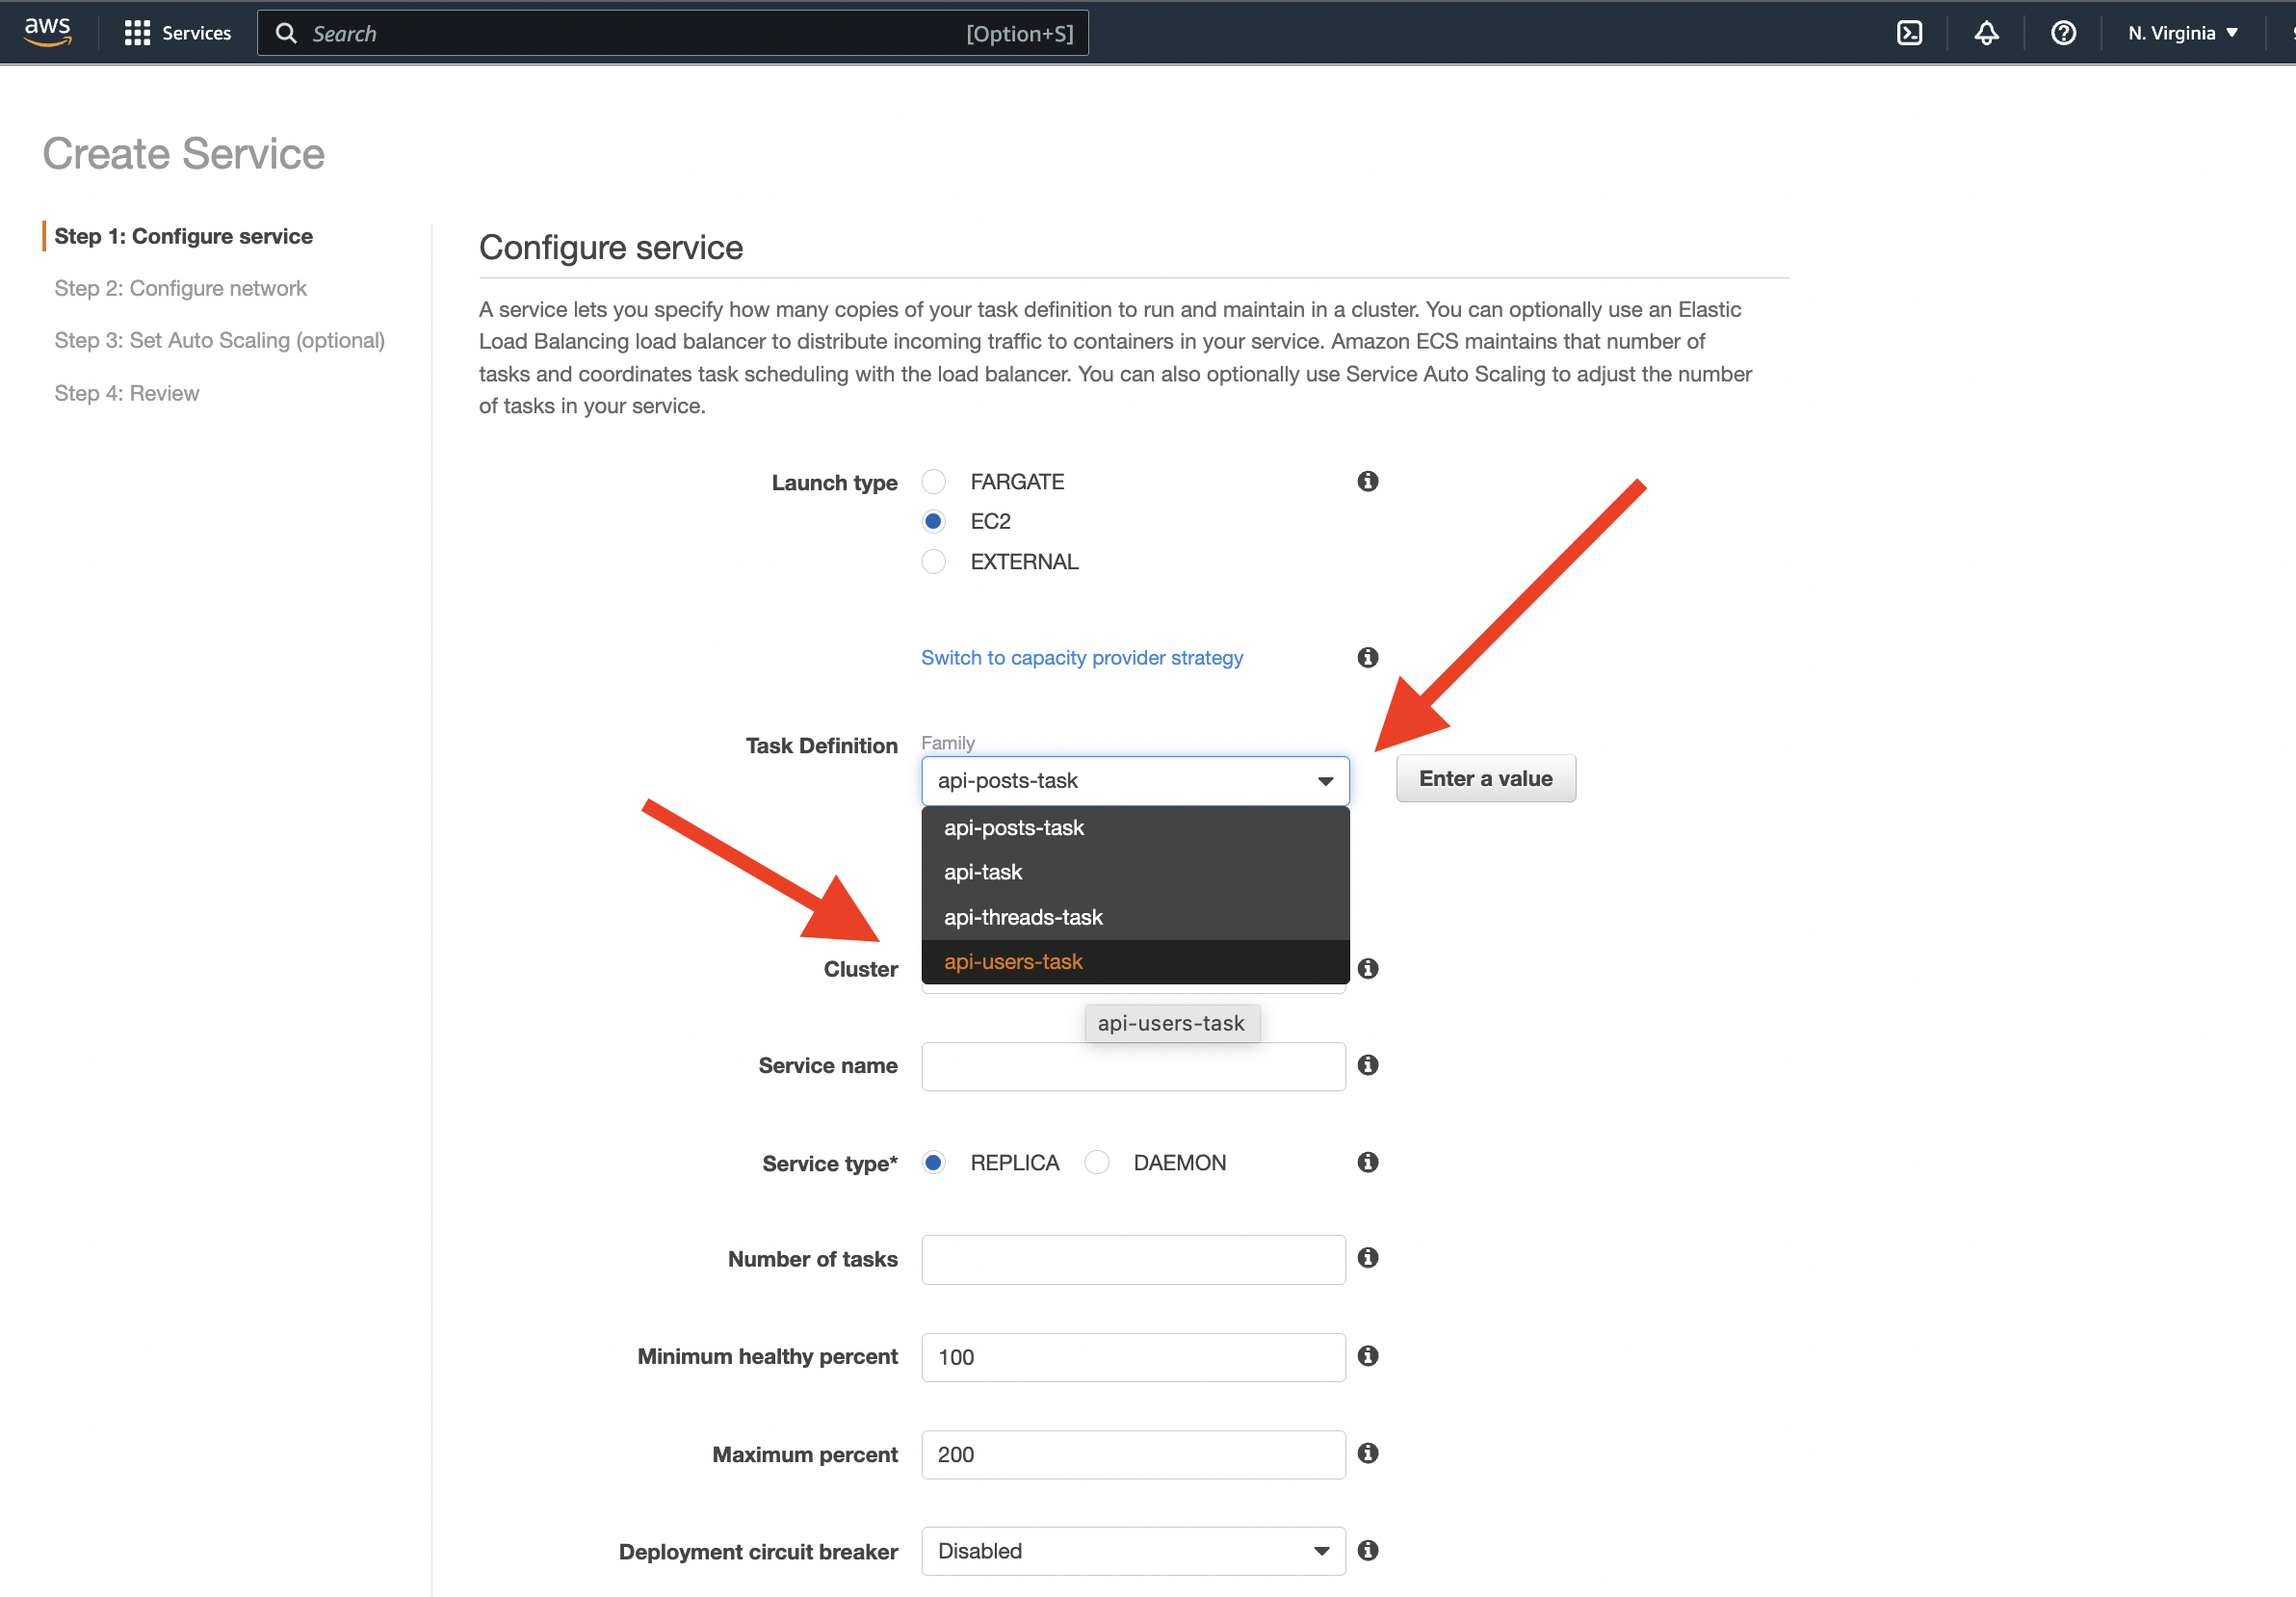 aws
Services
Search
[Option+S]
N. Virginia
Create Service
Step 1: Configure service
Step 2: Configure network
Step 3: Set Auto Scaling (optional)
Step 4: Review
Configure service
A service lets you specify how many copies of your task definition to run and maintain in a cluster. You can optionally use an Elastic
Load Balancing load balancer to distribute incoming traffic to containers in your service. Amazon ECS maintains that number of
tasks and coordinates task scheduling with the load balancer. You can also optionally use Service Auto Scaling to adjust the number
of tasks in your service.
Launch type
FARGATE
EC2
EXTERNAL
Switch to capacity provider strategy
Task Definition
Family
api-posts-task
Enter a value
api-posts-task
api-task
api-threads-task
api-users-task
Cluster
api-users-task
Service name
Service type*
REPLICA
DAEMON
Number of tasks
Minimum healthy percent
100
Maximum percent
200
Deployment circuit breaker
Disabled